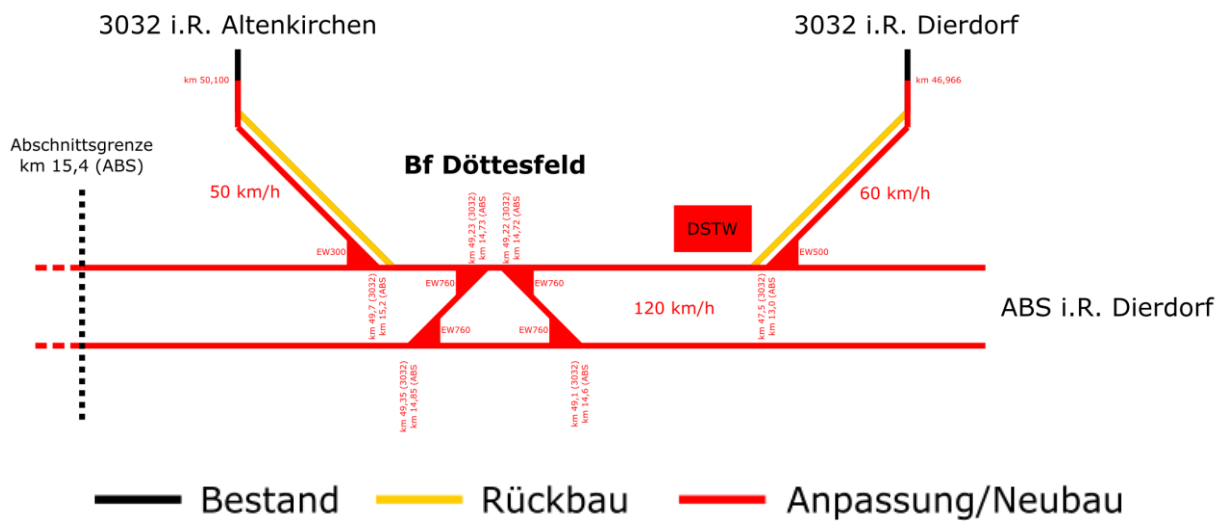 3032 i.R. Altenkirchen
3032 i.R. Dierdorf
km 50,100
km 46,966
Abschnittsgrenze
km 15,4 (ABS)
Bf Döttesfeld
50 km/h
60 km/h
km 49,23 (3032)
km 14,73 (ABS
km 49,22 (3032)
km 14,72 (ABS
DSTW
EW300
EW500
EW760
EW760
km 49,7 (3032)
km 15,2 (ABS
120 km/h
km 47,5 (3032)
km 13,0 (ABS
ABS i.R. Dierdorf
EW760
EW760
km 49,35 (3032)
km 14,85 (ABS
km 49,1 (3032)
km 14,6 (ABS
Bestand
Rückbau
Anpassung/Neubau